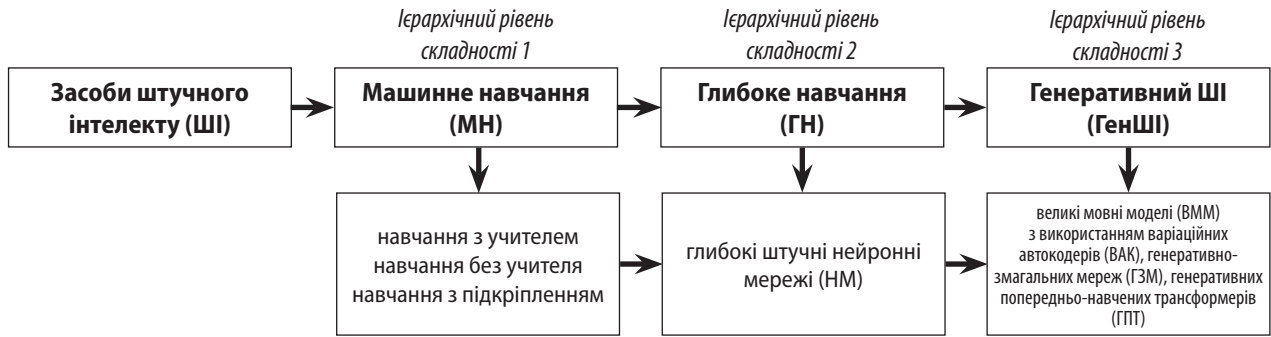 Ієрархічний рівень
складності 1
Ієрархічний рівень
складності 2
Ієрархічний рівень
складності 3
Засоби штучного
інтелекту (ШІ)
Машинне навчання
(МН)
Глибоке навчання
(ГН)
Генеративний ШІ
(ГенШІ)
навчання з учителем
навчання без учителя
навчання з підкріпленням
глибокі штучні нейронні
мережі (НМ)
великі мовні моделі (ВММ)
з використанням варіаційних
автокодерів (ВАК), генеративно-
змагальних мереж (ГЗМ), генеративних
попередньо-навчених трансформерів
(ГПТ)